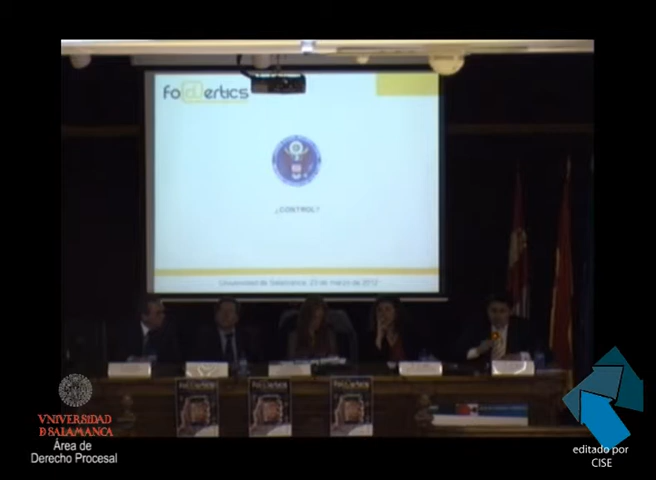 fo@ertics
¿CONTROL?
Universidad de Salamanca, 23 de marzo de 2012
VNiVERSiDAD
D SALAMANCA
Área de
Derecho Procesal
editado por
CISE